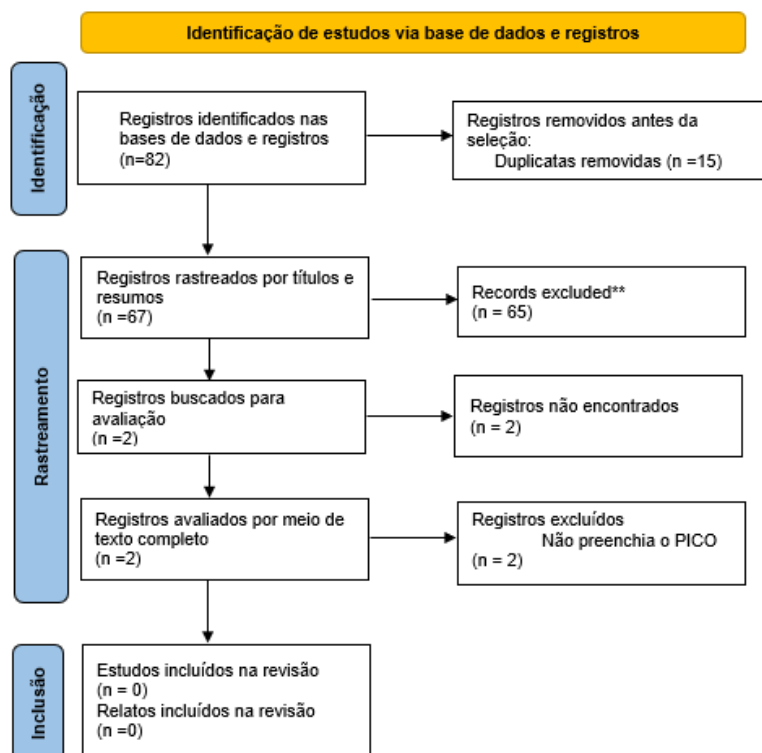 Identificação de estudos via base de dados e registros
Identificação
Registros identificados nas
bases de dados e registros
(n=82)
Registros removidos antes da
seleção:
Duplicatas removidas (n =15)
Rastreamento
Registros rastreados por títulos e
resumos
(n =67)
Records excluded**
(n = 65)
Registros buscados para
avaliação
(n =2)
Registros não encontrados
(n = 2)
Registros avaliados por meio de
texto completo
(n =2)
Registros excluídos
Não preenchia o PICO
(n = 2)
Inclusão
Estudos incluídos na revisão
(n = 0)
Relatos incluídos na revisão
(n =0)